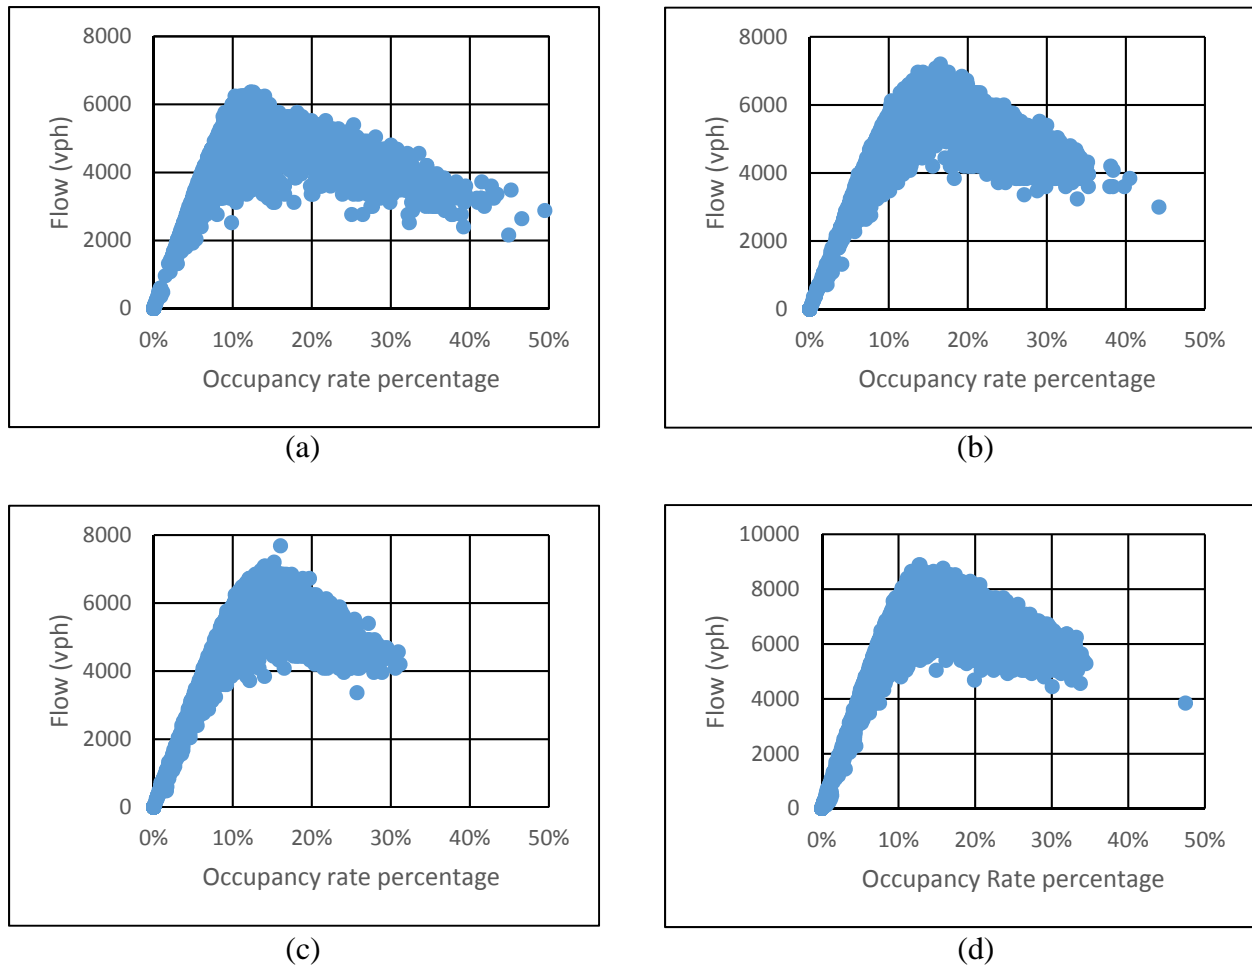 8000
6000
4000
2000
0
Flow (vph)
0% 10% 20% 30% 40% 50%
Occupancy rate percentage
(a)
8000
6000
4000
2000
0
Flow (vph)
0% 10% 20% 30% 40% 50%
Occupancy rate percentage
(b)
8000
6000
4000
2000
0
Flow (vph)
0% 10% 20% 30% 40% 50%
Occupancy rate percentage
(c)
10000
8000
6000
4000
2000
0
Flow (vph)
0% 10% 20% 30% 40% 50%
Occupancy Rate percentage
(d)